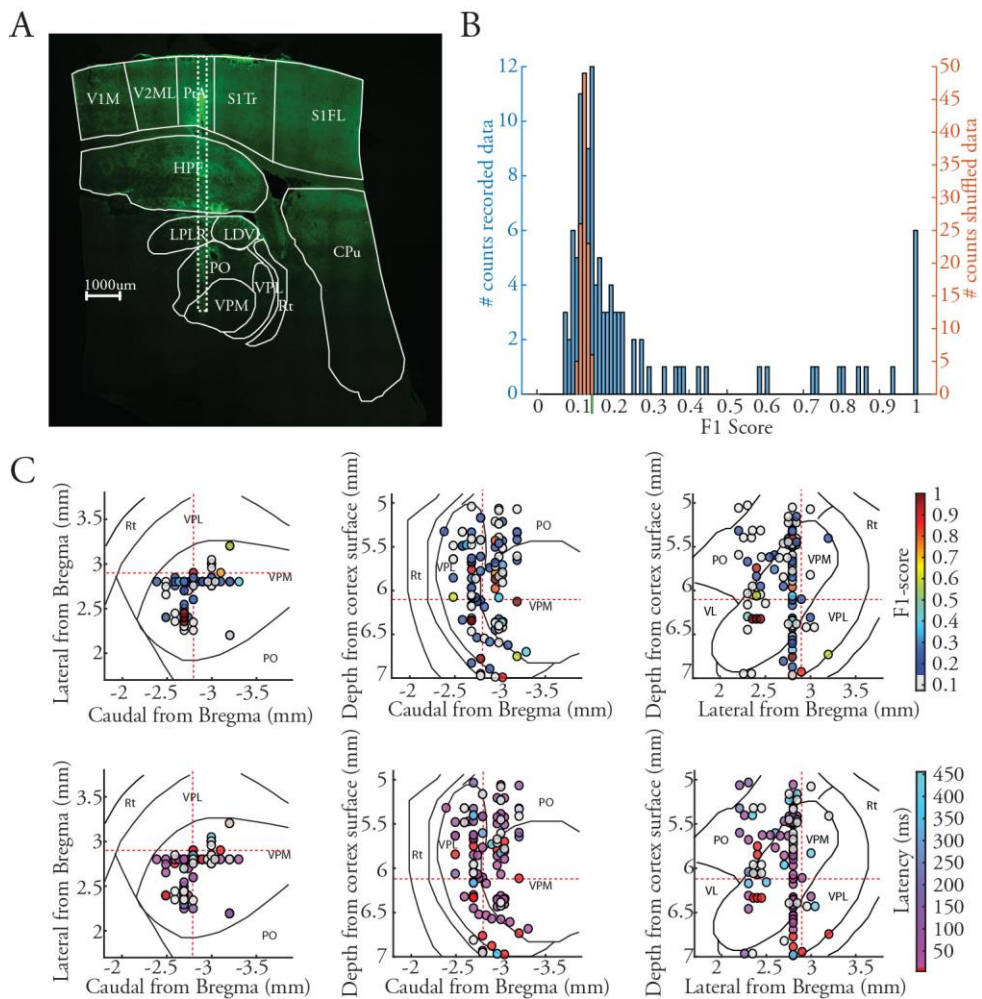 A
V1M
V2ML
PtA
S1Tr
S1FL
HPF
LPLR
LDVL
CPu
PO
VPL
VPM
Rt
1000um
B
12
10
8
6
4
2
0
# counts recorded data
50
45
40
35
30
25
20
15
10
5
0
# counts shuffled data
0 0.1 0.2 0.3 0.4 0.5 0.6 0.7 0.8 0.9 1
F1 Score
C
Lateral from Bregma (mm)
3.5
3
2.5
2
Rt
VPL
VPM
PO
-2 -2.5 -3 -3.5
Caudal from Bregma (mm)
Depth from cortex surface (mm)
5
5.5
6
6.5
7
PO
VPL
Rt
VPM
-2 -2.5 -3 -3.5
Caudal from Bregma (mm)
Depth from cortex surface (mm)
5
5.5
6
6.5
7
Rt
PO
VPM
VL
VPL
2 2.5 3 3.5
Lateral from Bregma (mm)
1
0.9
0.8
0.7
0.6
0.5
0.4
0.3
0.2
0.1
F1-score
Lateral from Bregma (mm)
3.5
3
2.5
2
Rt
VPL
VPM
PO
-2 -2.5 -3 -3.5
Caudal from Bregma (mm)
Depth from cortex surface (mm)
5
5.5
6
6.5
7
PO
VPL
Rt
VPM
-2 -2.5 -3 -3.5
Caudal from Bregma (mm)
Depth from cortex surface (mm)
5
5.5
6
6.5
7
Rt
PO
VPM
VL
VPL
2 2.5 3 3.5
Lateral from Bregma (mm)
450
400
350
300
250
200
150
100
50
Latency (ms)